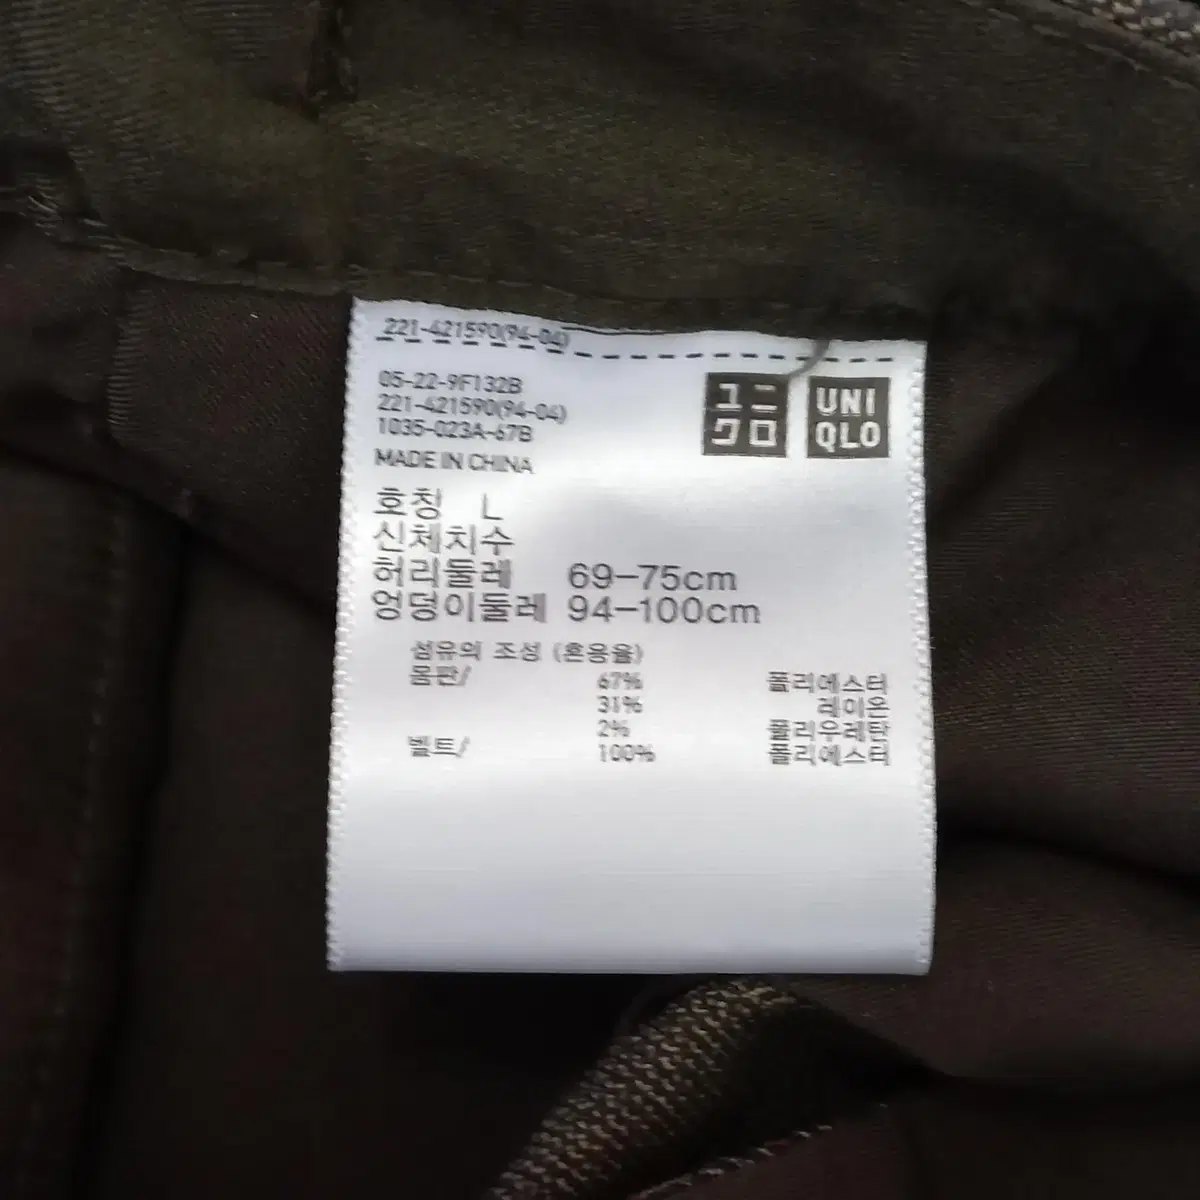 221-421590(94-04)
05-22-9F132B
221-421590(94-04)
1035-023A-67B
MADE IN CHINA
ユニ
クロ
UNI
QLO
호칭 L
신체치수
허리둘레 69-75cm
엉덩이둘레 94-100cm
섬유의 조성 (혼용율)
몸판/ 67% 폴리에스터
31% 레이온
2% 폴리우레탄
벨트/ 100% 폴리에스터